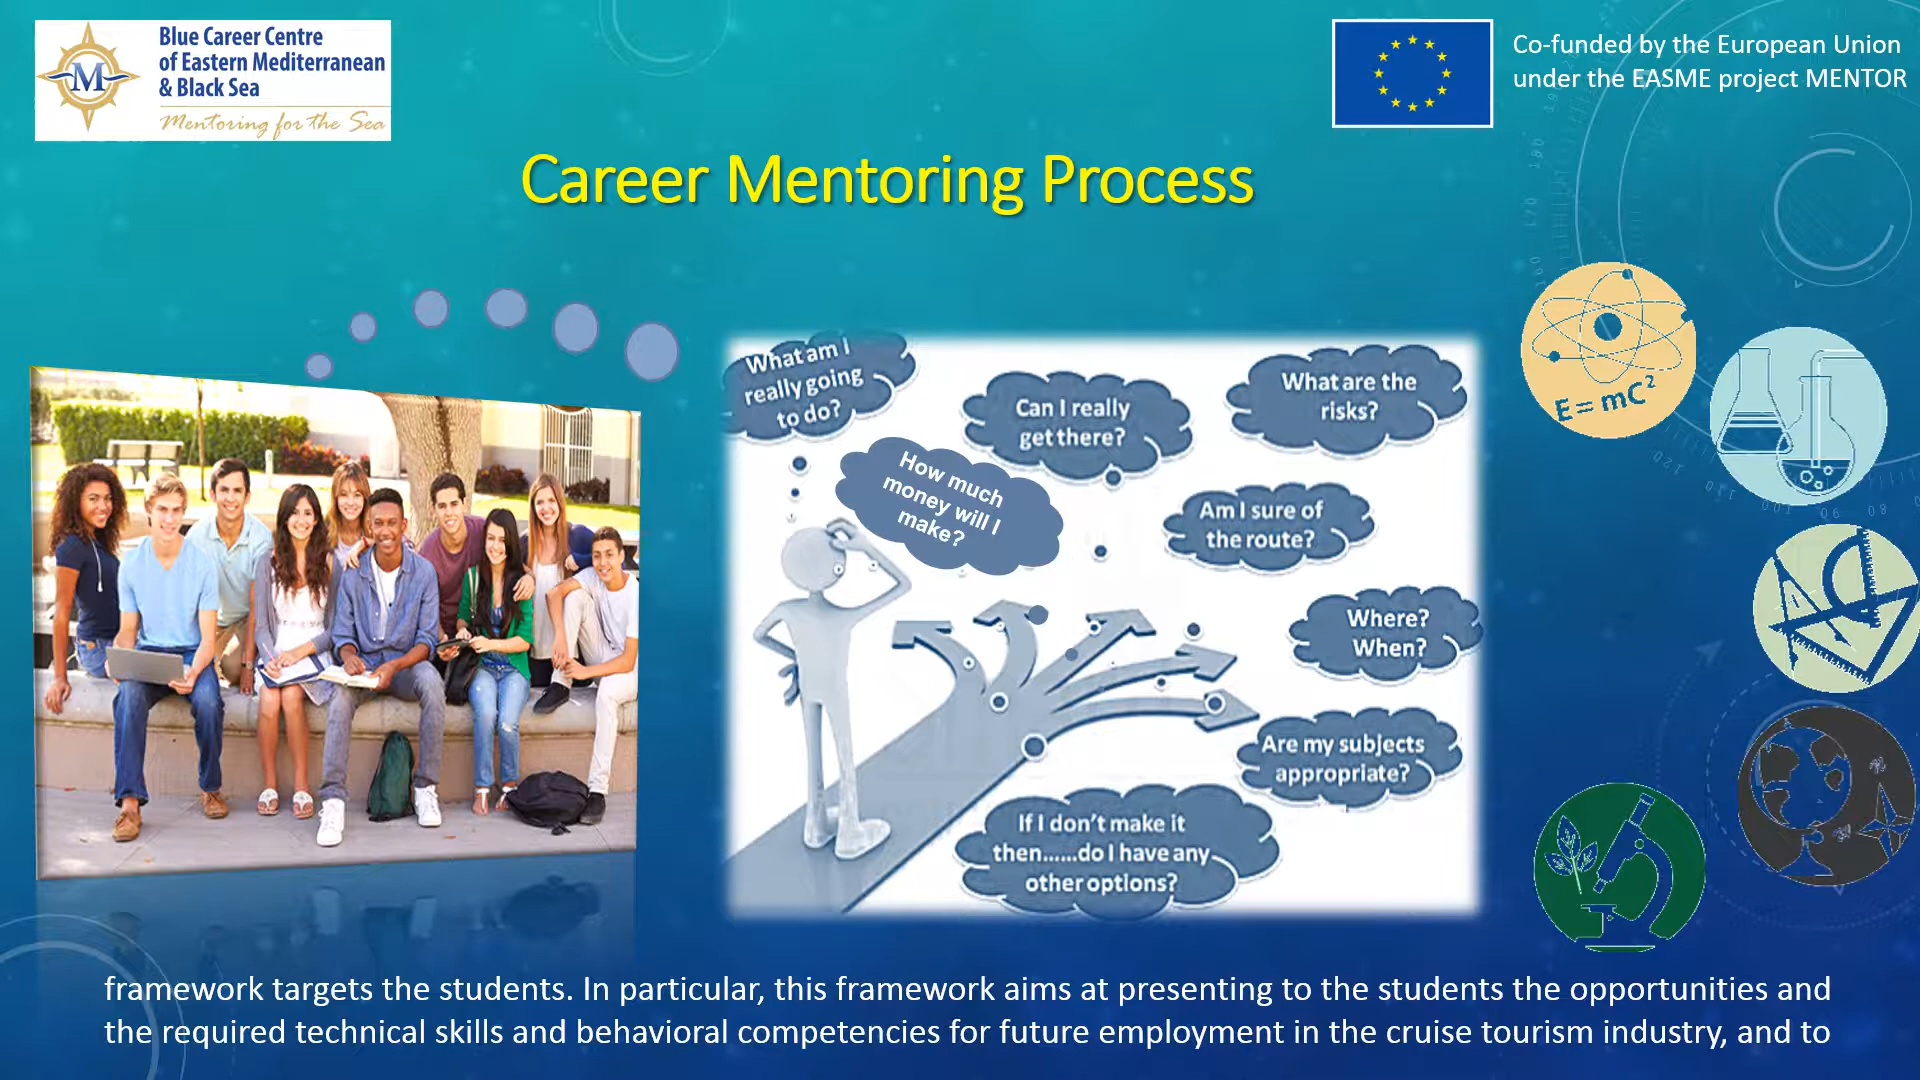 Blue Career Centre
of Eastern Mediterranean
& Black Sea
Mentoring for the Sea
M
Co-funded by the European Union
under the EASME project MENTOR
Career Mentoring Process
What am I
really going
to do?
Can I really
get there?
What are the
risks?
How much
money will I
make?
Am I sure of
the route?
Where?
When?
Are my subjects
appropriate?
If I don't make it
then......do I have any
other options?
E = mC²
framework targets the students. In particular, this framework aims at presenting to the students the opportunities and
the required technical skills and behavioral competencies for future employment in the cruise tourism industry, and to